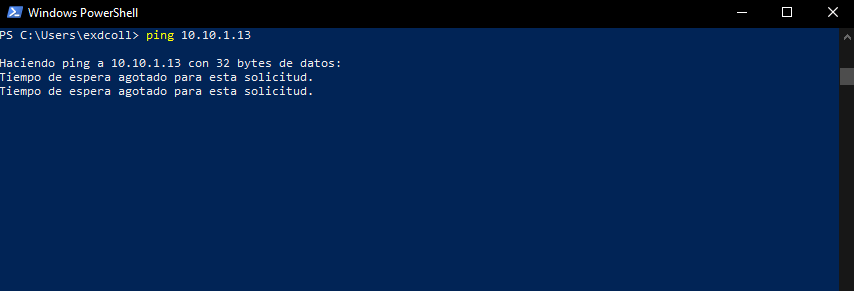 Windows PowerShell
PS C:\Users\exdcoll> ping 10.10.1.13
Haciendo ping a 10.10.1.13 con 32 bytes de datos:
Tiempo de espera agotado para esta solicitud.
Tiempo de espera agotado para esta solicitud.